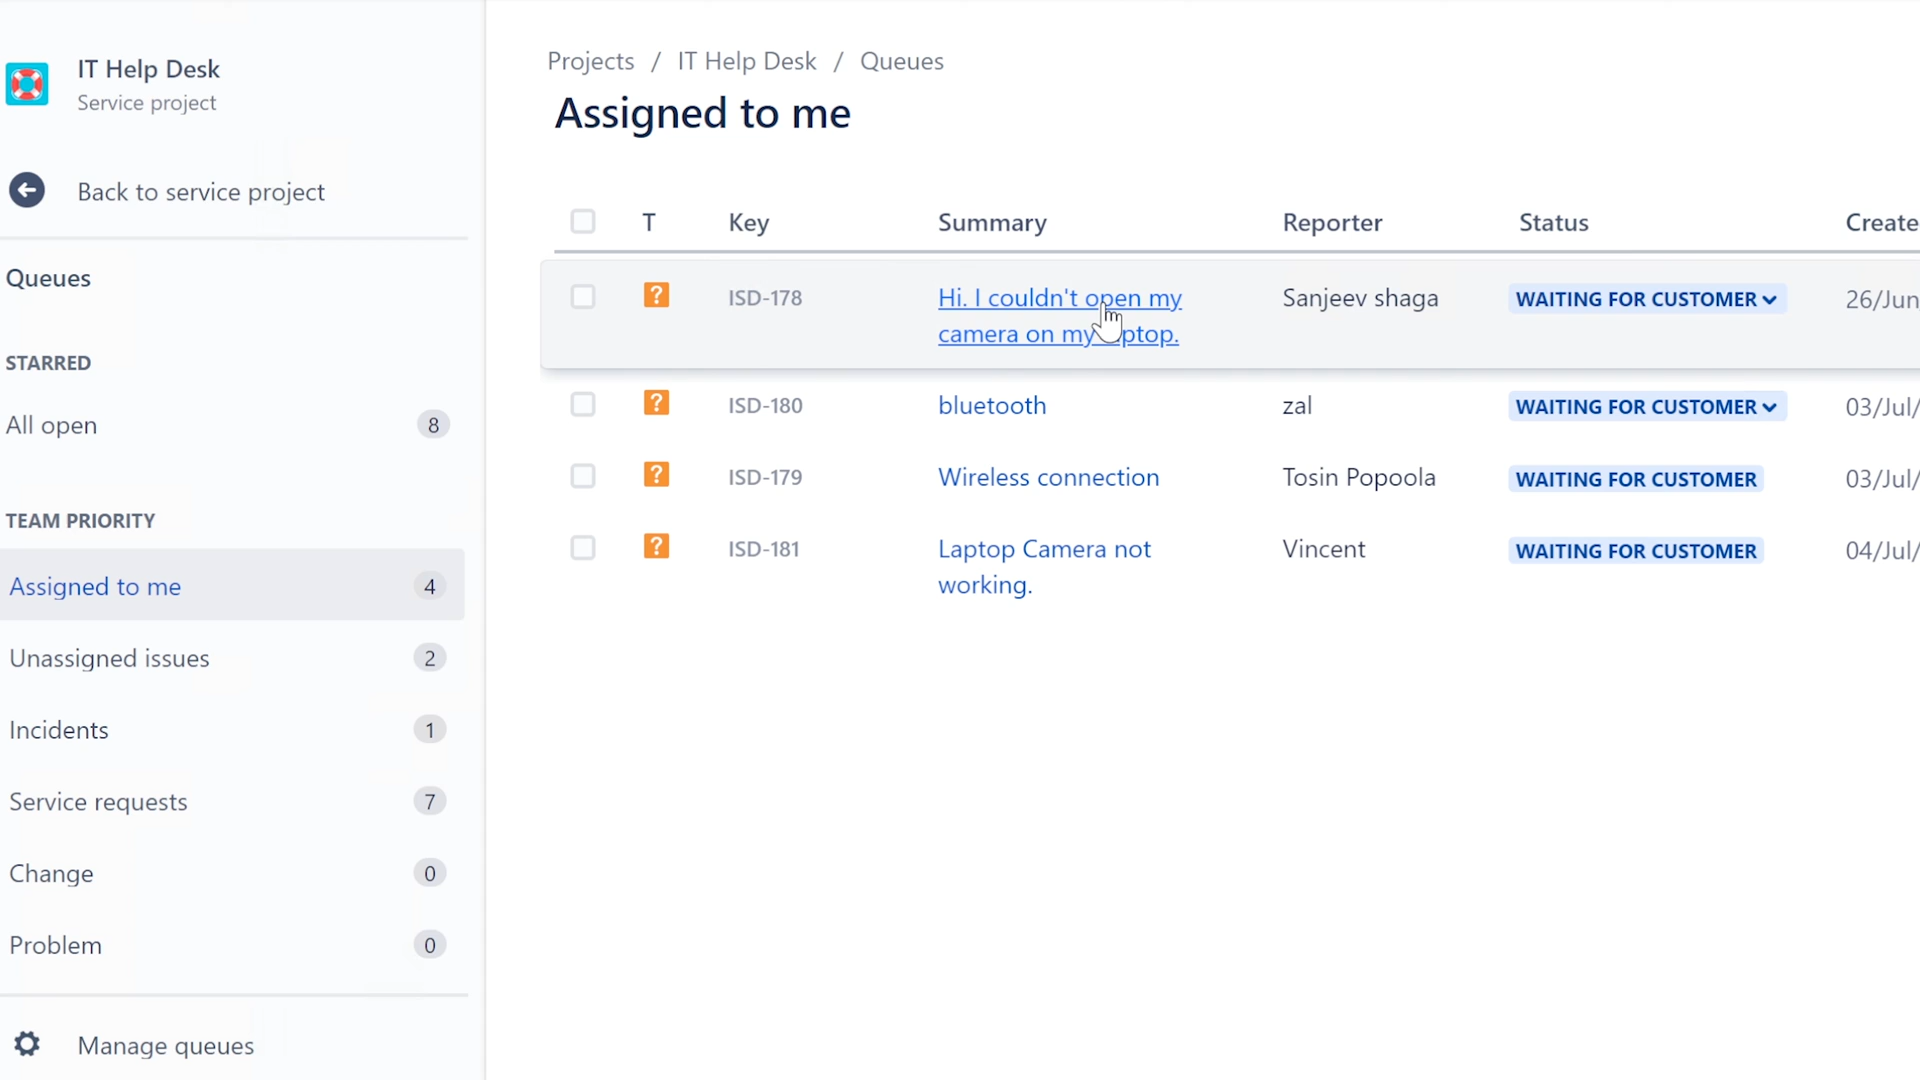 IT Help Desk
Service project
Back to service project
Queues
STARRED
All open 8
TEAM PRIORITY
Assigned to me 4
Unassigned issues 2
Incidents 1
Service requests 7
Change 0
Problem 0
Manage queues
Projects / IT Help Desk / Queues
Assigned to me
T Key Summary Reporter Status Create
? ISD-178 Hi. I couldn't open my Sanjeev shaga WAITING FOR CUSTOMER 26/Jun
camera on my
? ISD-180 bluetooth zal WAITING FOR CUSTOMER 03/Jul/
? ISD-179 Wireless connection Tosin Popoola WAITING FOR CUSTOMER 03/Jul/
? ISD-181 Laptop Camera not Vincent WAITING FOR CUSTOMER 04/Jul/
working.